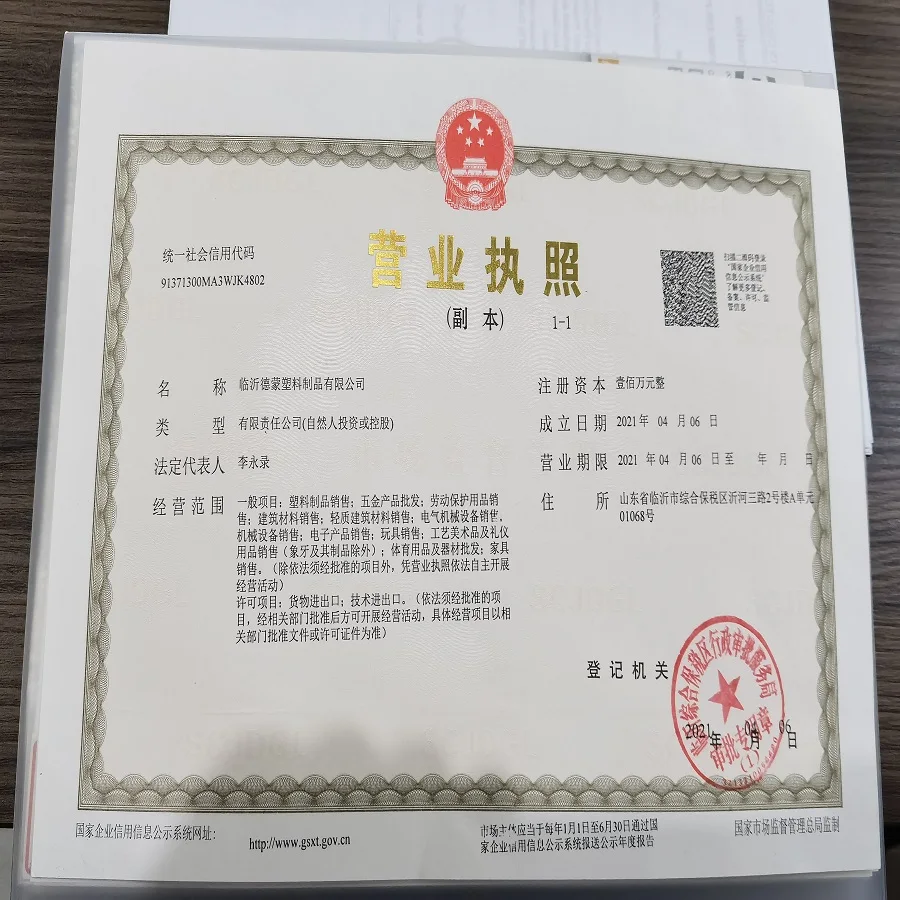 营业执照
(副 本) 1-1
统一社会信用代码
91371300MA3WJK4802
扫描二维码登录
“国家企业信用
信息公示系统”
了解更多登记、
备案、许可、监
管信息
名 称 临沂德蒙塑料制品有限公司
类 型 有限责任公司(自然人投资或控股)
法定代表人 李永录
经营范围 一般项目：塑料制品销售；五金产品批发；劳动保护用品销
售；建筑材料销售；轻质建筑材料销售；电气机械设备销售。
机械设备销售；电子产品销售；玩具销售；工艺美术品及礼仪
用品销售（象牙及其制品除外）；体育用品及器材批发；家具
销售。（除依法须经批准的项目外，凭营业执照依法自主开展
经营活动）
许可项目：货物进出口；技术进出口。（依法须经批准的项
目，经相关部门批准后方可开展经营活动，具体经营项目以相
关部门批准文件或许可证件为准）
注册资本 壹佰万元整
成立日期 2021年 04 月 06 日
营业期限 2021 年 04 月 06 日 至 年 月 日
住 所 山东省临沂市综合保税区沂河三路2号楼A单元
01068号
登记机关
综合保税区行政审批服务局
审批专用章
(1)
2021年 04月 06日
国家企业信用信息公示系统网址：
http://www.gsxt.gov.cn
市场主体应当于每年1月1日至6月30日通过国
家企业信用信息公示系统报送公示年度报告
国家市场监督管理总局监制